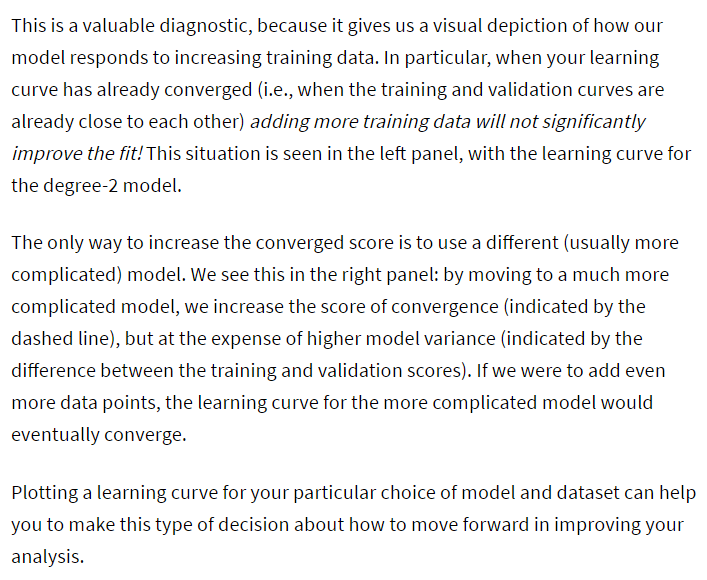 This is a valuable diagnostic, because it gives us a visual depiction of how our
model responds to increasing training data. In particular, when your learning
curve has already converged (i.e., when the training and validation curves are
already close to each other) adding more training data will not significantly
improve the fit! This situation is seen in the left panel, with the learning curve for
the degree-2 model.
The only way to increase the converged score is to use a different (usually more
complicated) model. We see this in the right panel: by moving to a much more
complicated model, we increase the score of convergence (indicated by the
dashed line), but at the expense of higher model variance (indicated by the
difference between the training and validation scores). If we were to add even
more data points, the learning curve for the more complicated model would
eventually converge.
Plotting a learning curve for your particular choice of model and dataset can help
you to make this type of decision about how to move forward in improving your
analysis.